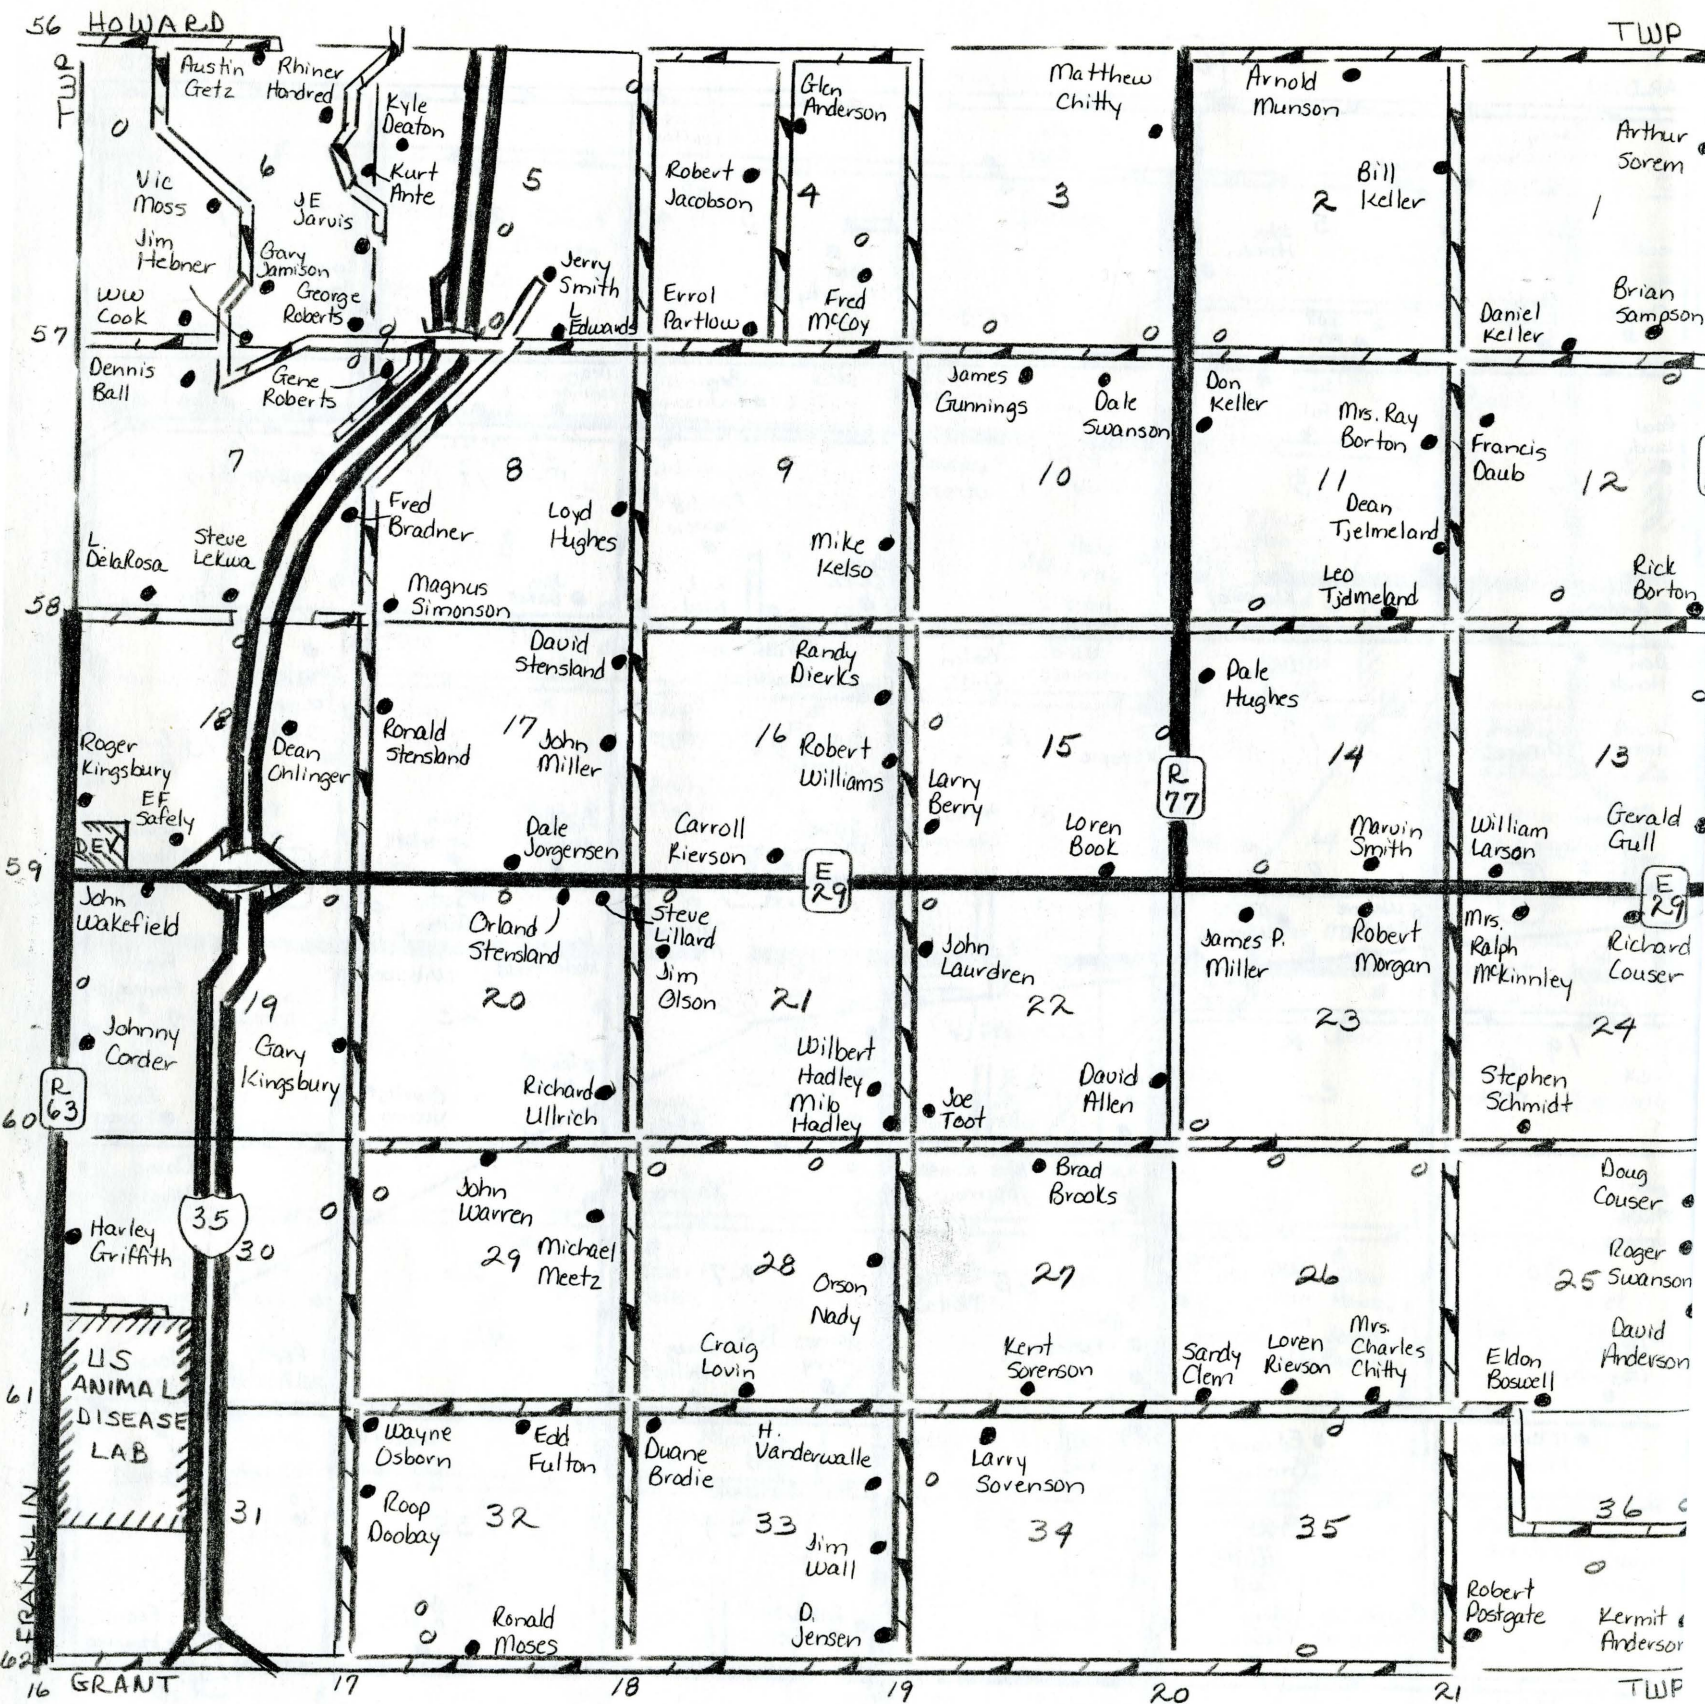 56 HOWARD
TWP
Austin
Getz
Rhiner
Hondred
Kyle
Deaton
Kurt
Ante
6
Vic
Moss
JE
Jarvis
Jim
Hebner
Gary
Jamison
George
Roberts
WW
Cook
5
Jerry
Smith
L
Edwards
Glen
Anderson
Robert
Jacobson
4
Errol
Partlow
Fred
McCoy
Matthew
Chitty
3
Arnold
Munson
Bill
Keller
2
Arthur
Sorem
1
Daniel
Keller
Brian
Sampson
57
Dennis
Ball
Gene
Roberts
7
L
DelaRosa
Steve
Lekwa
8
Fred
Bradner
Loyd
Hughes
Magnus
Simonson
9
Mike
Kelso
James
Gunnings
Dale
Swanson
10
Don
Keller
Mrs. Ray
Borton
11
Dean
Tjelmeland
Leo
Tjdmeland
Francis
Daub
12
Rick
Borton
58
18
Roger
Kingsbury
EF
Safely
DEV
Dean
Ohlinger
David
Stensland
Ronald
Stensland
17
John
Miller
Dale
Jorgensen
Randy
Dierks
16
Robert
Williams
Carroll
Rierson
15
Larry
Berry
Loren
Book
R
77
Dale
Hughes
14
Marvin
Smith
13
William
Larson
Gerald
Gull
59
E
29
E
29
John
Wakefield
19
Johnny
Corder
Gary
Kingsbury
R
63
Orland
Stensland
Steve
Lillard
20
Richard
Ullrich
Jim
Olson
21
Wilbert
Hadley
Milo
Hadley
John
Laurdren
22
Joe
Toot
David
Allen
James P.
Miller
Robert
Morgan
23
Mrs.
Ralph
McKinnley
Richard
Couser
24
Stephen
Schmidt
60
35
Harley
Griffith
30
John
Warren
29
Michael
Meetz
28
Orson
Nady
Craig
Lovin
Brad
Brooks
27
Kent
Sorenson
26
Sandy
Clem
Loren
Rierson
Mrs.
Charles
Chitty
Doug
Couser
25
Roger
Swanson
David
Anderson
Eldon
Boswell
61
US
ANIMAL
DISEASE
LAB
31
Wayne
Osborn
Edd
Fulton
Roop
Doobay
32
Ronald
Moses
Duane
Brodie
H.
Vanderwalle
33
Jim
Wall
D.
Jensen
Larry
Sorenson
34
35
36
Robert
Postgate
Kermit
Anderson
FRANKLIN
TWP
62
16 GRANT
17
18
19
20
21
TWP